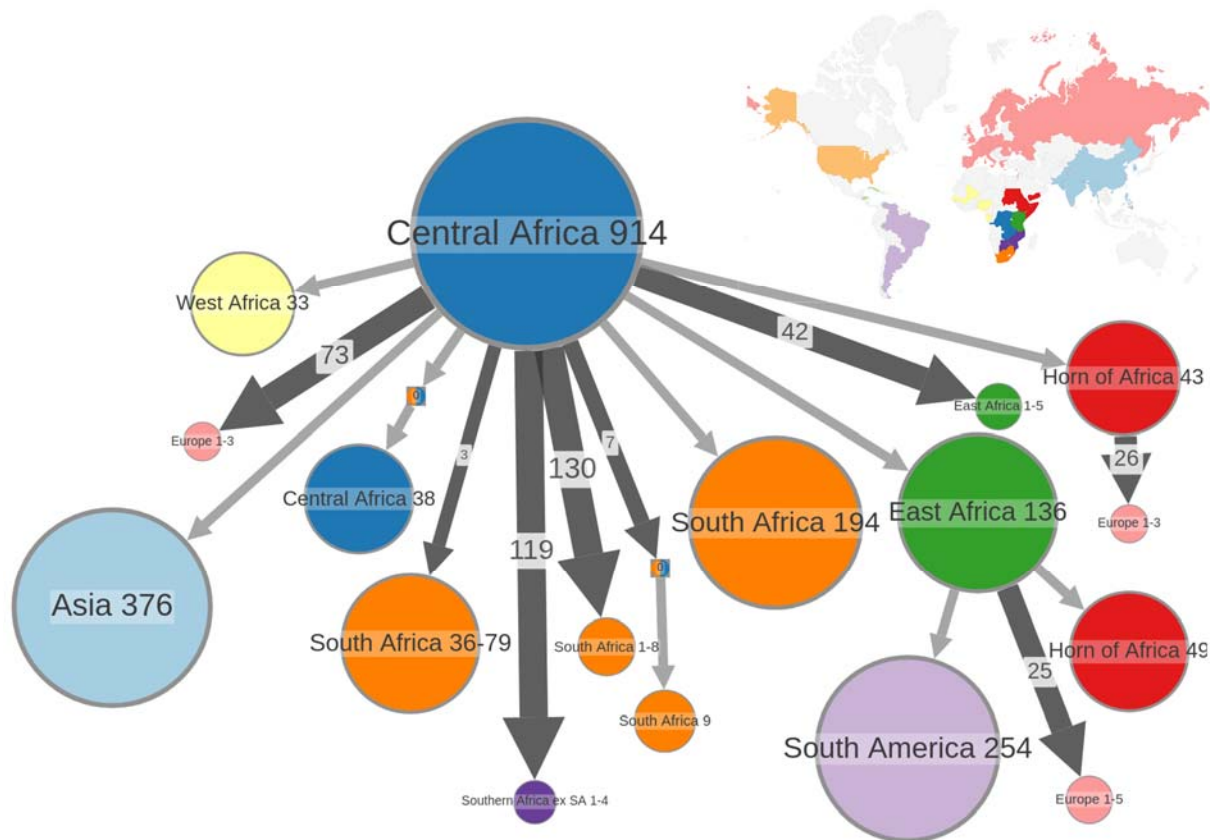 Central Africa 914
West Africa 33
73
42
Horn of Africa 43
0
East Africa 1-5
Europe 1-3
3
7
130
26
Central Africa 38
South Africa 194
East Africa 136
Europe 1-3
119
0
Asia 376
South Africa 36-79
South Africa 1-8
Horn of Africa 49
25
South Africa 9
South America 254
Southern Africa ex SA 1-4
Europe 1-5